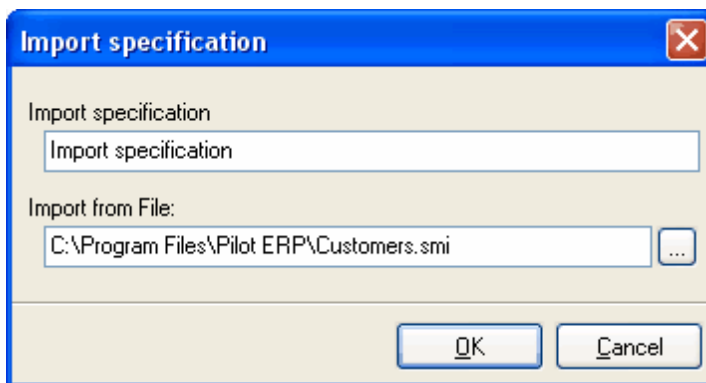 Import specification
Import specification
Import specification
Import from File:
C:\Program Files\Pilot ERP\Customers.smi
...
OK
Cancel